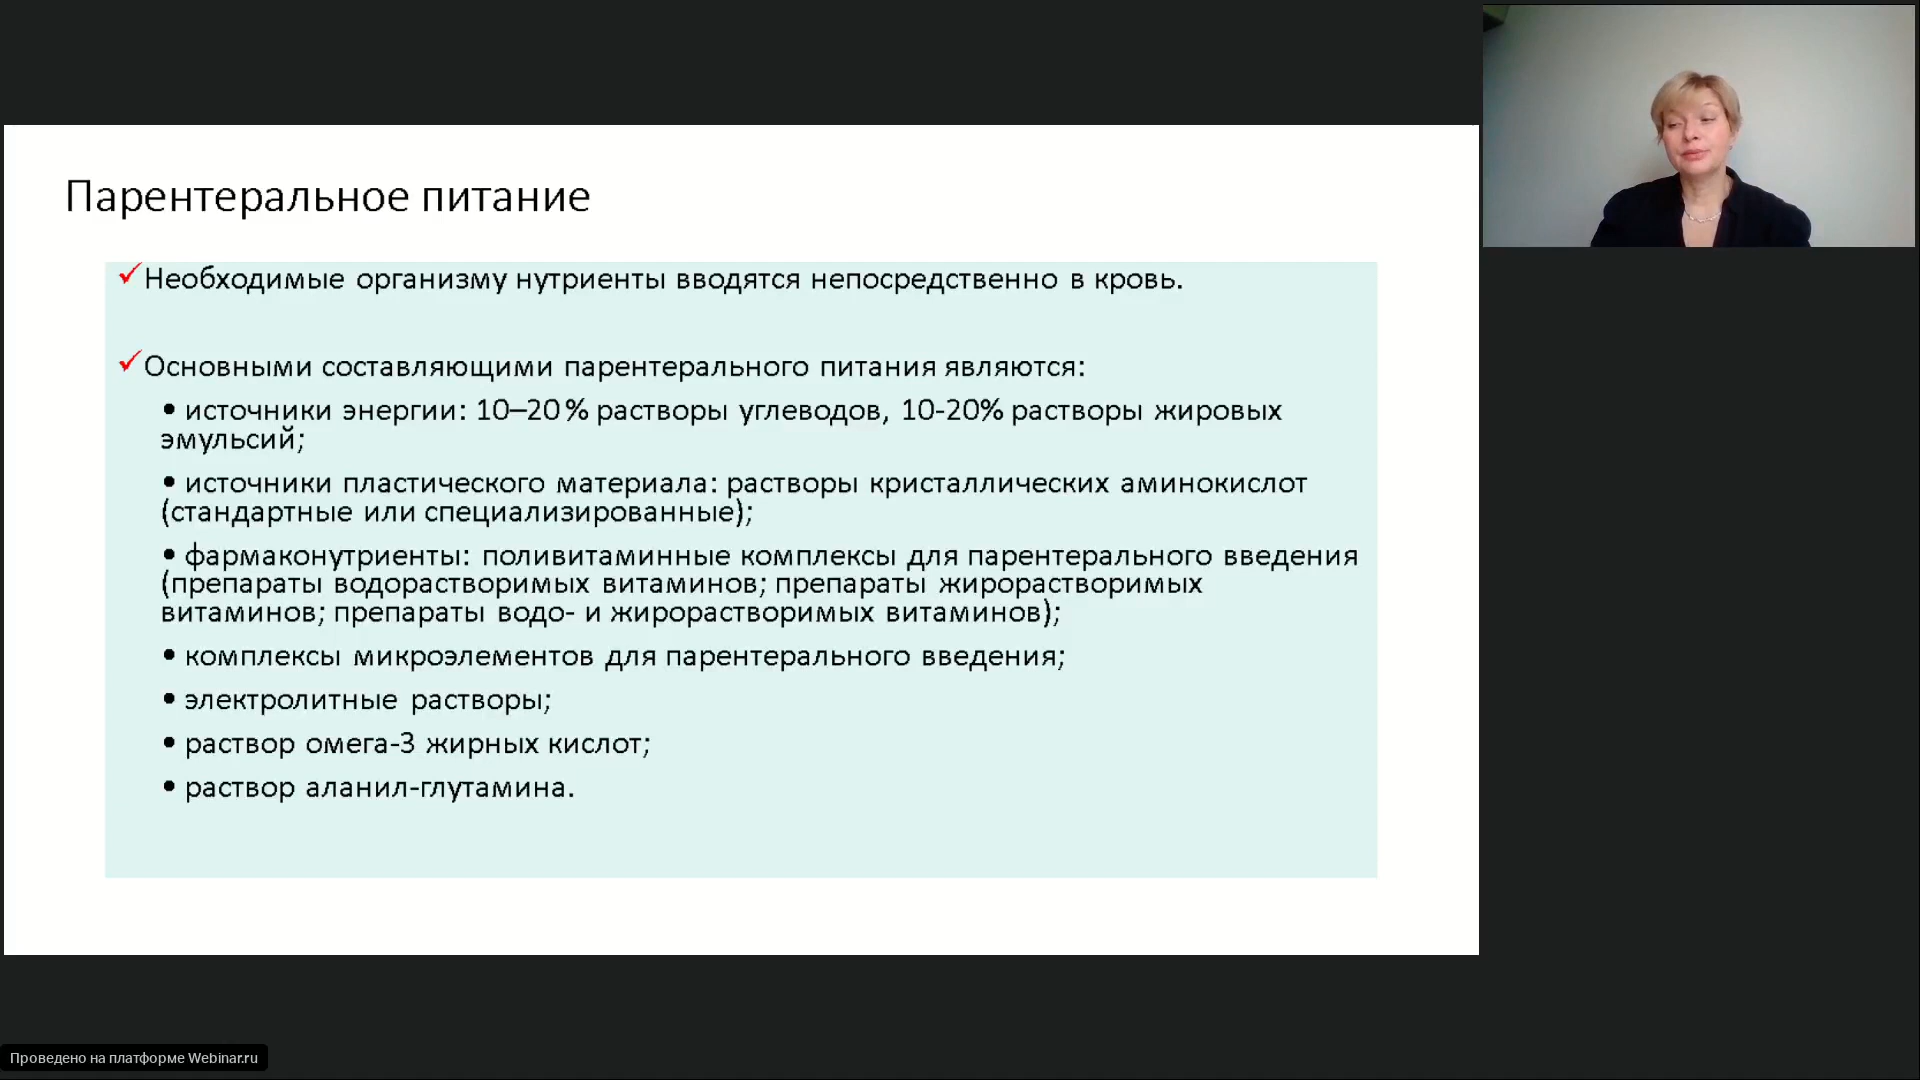 Парентеральное питание
✓Необходимые организму нутриенты вводятся непосредственно в кровь.
✓Основными составляющими парентерального питания являются:
• источники энергии: 10–20% растворы углеводов, 10-20% растворы жировых
эмульсий;
• источники пластического материала: растворы кристаллических аминокислот
(стандартные или специализированные);
• фармаконутриенты: поливитаминные комплексы для парентерального введения
(препараты водорастворимых витаминов; препараты жирорастворимых
витаминов; препараты водо- и жирорастворимых витаминов);
• комплексы микроэлементов для парентерального введения;
• электролитные растворы;
• раствор омега-3 жирных кислот;
• раствор аланил-глутамина.
Проведено на платформе Webinar.ru